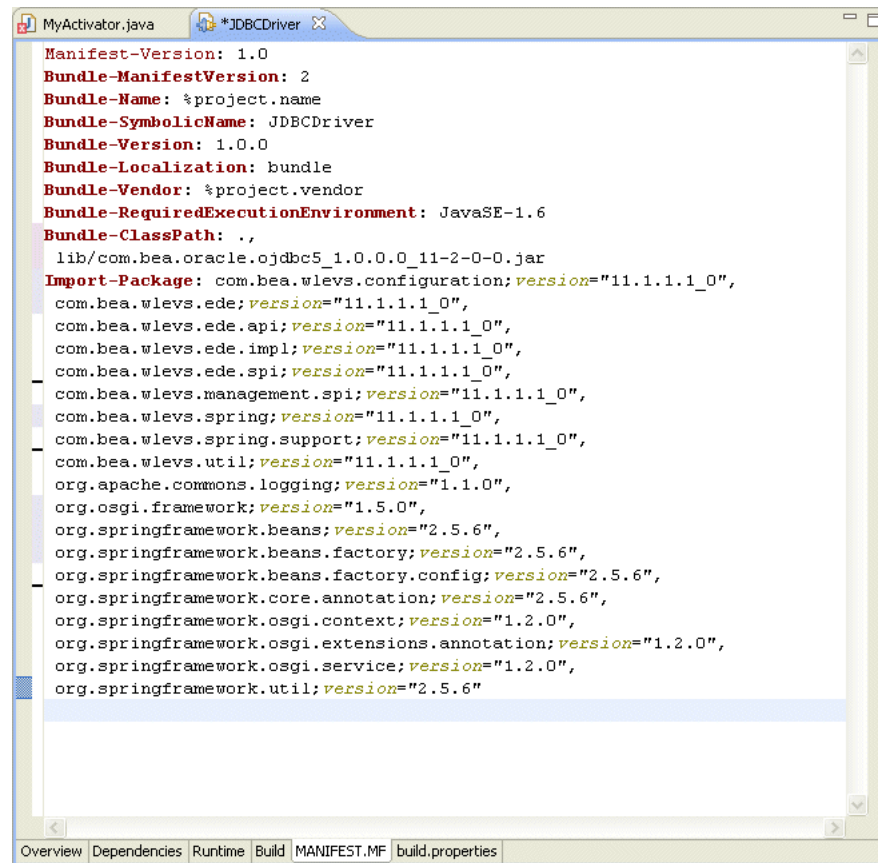 MyActivator.java
*JDBCDriver
Manifest-Version: 1.0
Bundle-ManifestVersion: 2
Bundle-Name: %project.name
Bundle-SymbolicName: JDBCDriver
Bundle-Version: 1.0.0
Bundle-Localization: bundle
Bundle-Vendor: %project.vendor
Bundle-RequiredExecutionEnvironment: JavaSE-1.6
Bundle-ClassPath: .,
lib/com.bea.oracle.ojdbc5_1.0.0.0_11-2-0-0.jar
Import-Package: com.bea.wlevs.configuration;version="11.1.1.1_0",
com.bea.wlevs.ede;version="11.1.1.1_0",
com.bea.wlevs.ede.api;version="11.1.1.1_0",
com.bea.wlevs.ede.impl;version="11.1.1.1_0",
com.bea.wlevs.ede.spi;version="11.1.1.1_0",
com.bea.wlevs.management.spi;version="11.1.1.1_0",
com.bea.wlevs.spring;version="11.1.1.1_0",
com.bea.wlevs.spring.support;version="11.1.1.1_0",
com.bea.wlevs.util;version="11.1.1.1_0",
org.apache.commons.logging;version="1.1.0",
org.osgi.framework;version="1.5.0",
org.springframework.beans;version="2.5.6",
org.springframework.beans.factory;version="2.5.6",
org.springframework.beans.factory.config;version="2.5.6",
org.springframework.core.annotation;version="2.5.6",
org.springframework.osgi.context;version="1.2.0",
org.springframework.osgi.extensions.annotation;version="1.2.0",
org.springframework.osgi.service;version="1.2.0",
org.springframework.util;version="2.5.6"
Overview Dependencies Runtime Build MANIFEST.MF build.properties